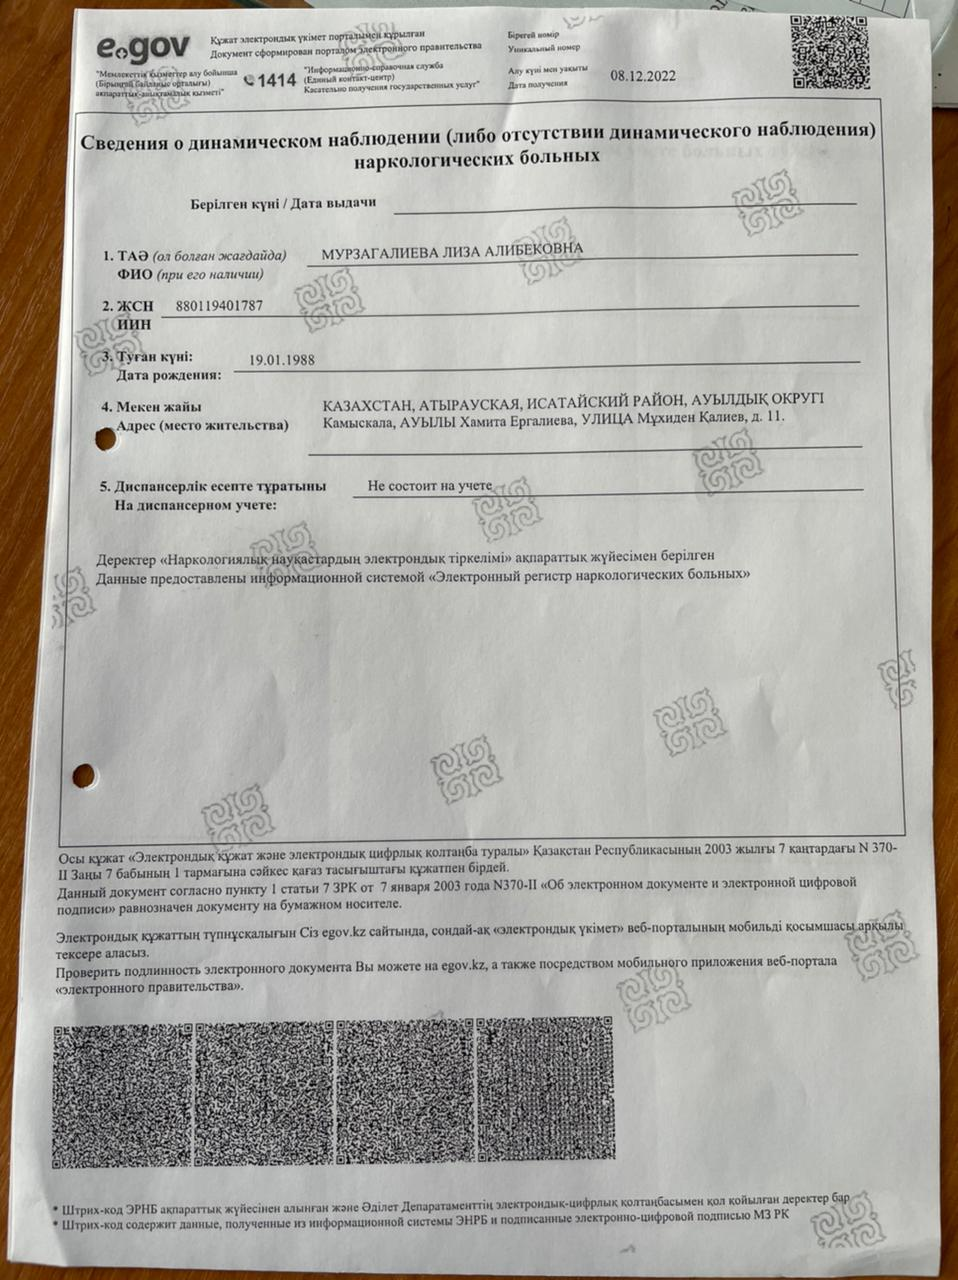 egov
Құжат электрондық үкімет порталымен құрылған
Документ сформирован порталом электронного правительства
"Мемлекеттік қызметтер алу бойынша
(Бірыңғай байланыс орталығы)
ақпараттық-анықтамалық қызметі"
1414
"Информационно-справочная служба
(Единый контакт-центр)
Касательно получения государственных услуг"
Бірегей нөмір
Уникальный номер
Алу күні мен уақыты
Дата получения
08.12.2022
Сведения о динамическом наблюдении (либо отсутствии динамического наблюдения)
наркологических больных
Берілген күні / Дата выдачи
1. ТАӘ (ол болған жағдайда) МУРЗАГАЛИЕВА ЛИЗА АЛИБЕКОВНА
ФИО (при его наличии)
2. ЖСН 880119401787
ИИН
3. Туған күні: 19.01.1988
Дата рождения:
4. Мекен жайы КАЗАХСТАН, АТЫРАУСКАЯ, ИСАТАЙСКИЙ РАЙОН, АУЫЛДЫҚ ОКРУГІ
Адрес (место жительства) Камыскала, АУЫЛЫ Хамита Ергалиева, УЛИЦА Мұхиден Қалиев, д. 11.
5. Диспансерлік есепте тұратыны Не состоит на учете
На диспансерном учете:
Деректер «Наркологиялық науқастардың электрондық тіркелімі» ақпараттық жүйесімен берілген
Данные предоставлены информационной системой «Электронный регистр наркологических больных»
Осы құжат «Электрондық құжат және электрондық цифрлық қолтаңба туралы» Қазақстан Республикасының 2003 жылғы 7 қаңтардағы N 370-
II Заңы 7 бабының 1 тармағына сәйкес қағаз тасығыштағы құжатпен бірдей.
Данный документ согласно пункту 1 статьи 7 ЗРК от 7 января 2003 года N370-II «Об электронном документе и электронной цифровой
подписи» равнозначен документу на бумажном носителе.
Электрондық құжаттың түпнұсқалығын Сіз egov.kz сайтында, сондай-ақ «электрондық үкімет» веб-порталының мобильді қосымшасы арқылы
тексере аласыз.
Проверить подлинность электронного документа Вы можете на egov.kz, а также посредством мобильного приложения веб-портала
«электронного правительства».
* Штрих-код ЭРНБ ақпараттық жүйесінен алынған және Әділет Департаменттің электрондық-цифрлық қолтаңбасымен қол қойылған деректер бар
* Штрих-код содержит данные, полученные из информационной системы ЭНРБ и подписанные электронно-цифровой подписью МЗ РК